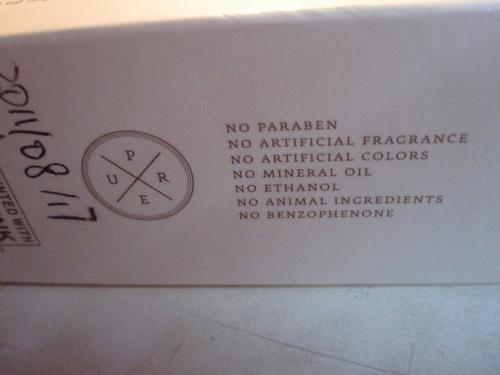 2011/08/17
P
U R
E
NO PARABEN
NO ARTIFICIAL FRAGRANCE
NO ARTIFICIAL COLORS
NO MINERAL OIL
NO ETHANOL
NO ANIMAL INGREDIENTS
NO BENZOPHENONE
WITH